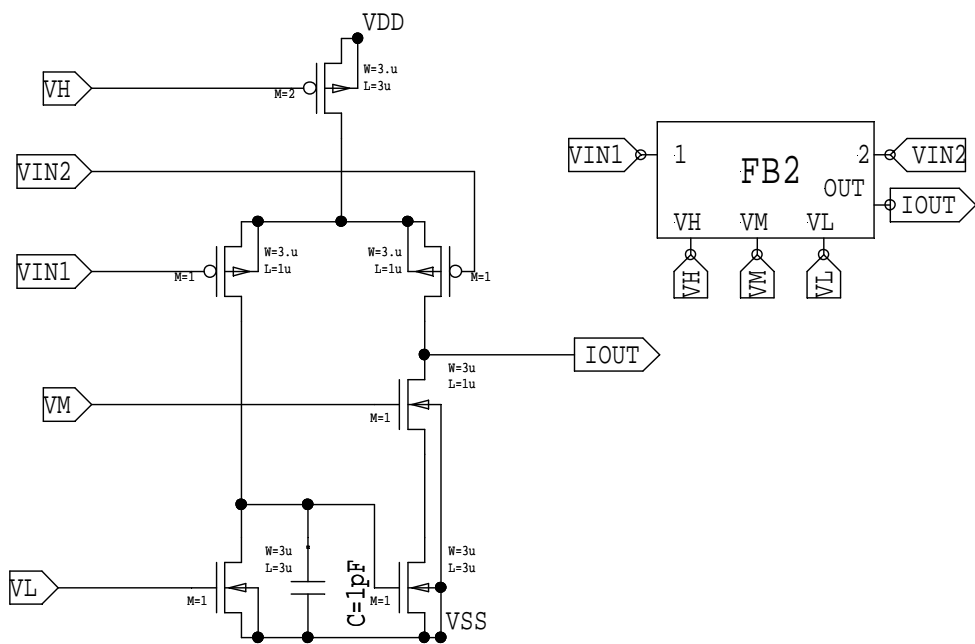 VDD
W=3.u
L=3u
M=2
VH
VIN2
VIN1
W=3.u
L=1u
M=1
W=3.u
L=1u
M=1
IOUT
W=3u
L=1u
M=1
VM
W=3u
L=3u
M=1
VL
C=1pF
W=3u
L=3u
M=1
VSS
VIN1
1
FB2
2
VIN2
OUT
IOUT
VH
VM
VL
VH
VM
VL